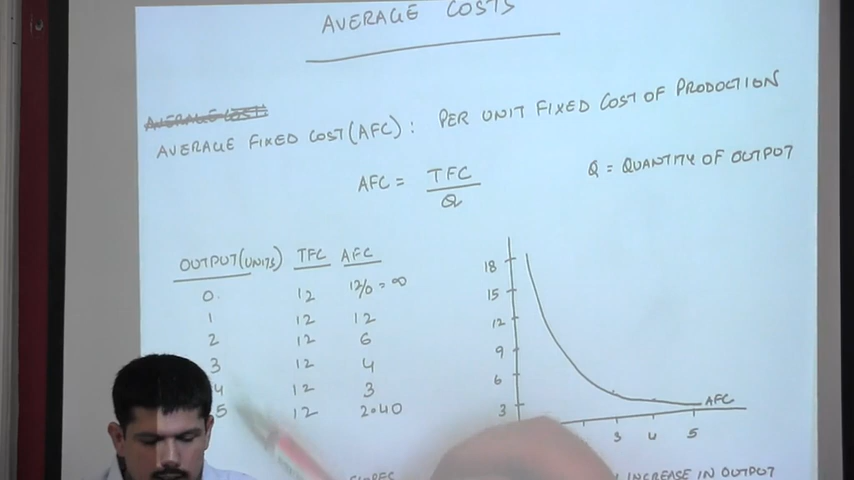 AVERAGE COSTS
AVERAGE COST:
AVERAGE FIXED COST(AFC): PER UNIT FIXED COST OF PRODUCTION
AFC = TFC/Q
Q = QUANTITY OF OUTPUT
OUTPUT(UNITS) TFC AFC
0 12 12/0 = ∞
1 12 12
2 12 6
3 12 4
4 12 3
5 12 2.40
18
15
12
9
6
3
AFC
3 4 5
INCREASE IN OUTPUT